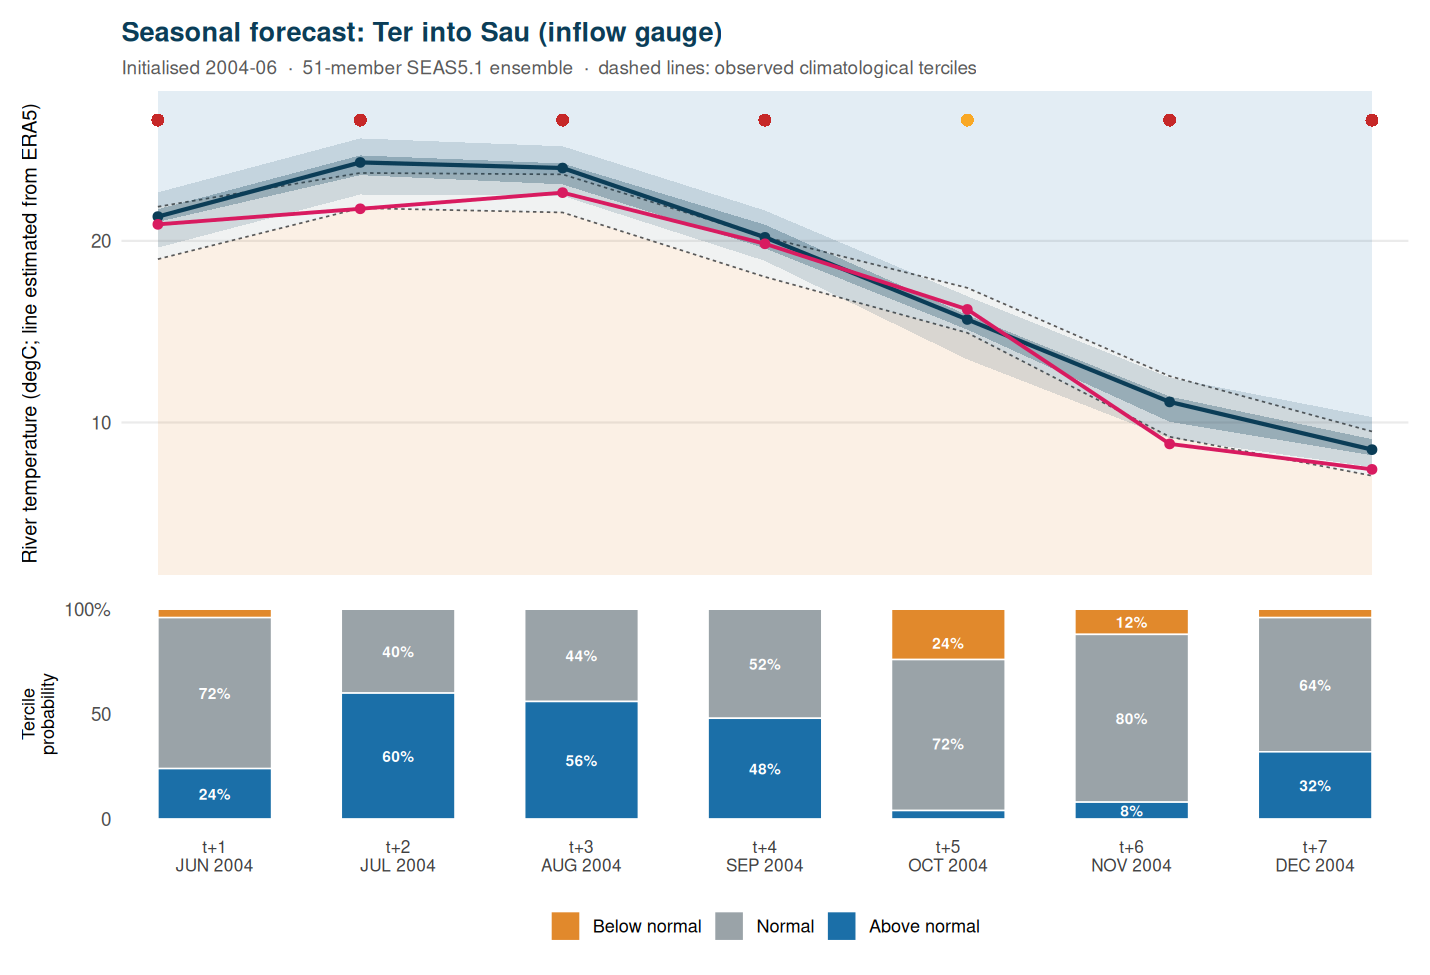 Seasonal forecast: Ter into Sau (inflow gauge)
Initialised 2004-06 · 51-member SEAS5.1 ensemble · dashed lines: observed climatological terciles
River temperature (degC; line estimated from ERA5)
20
10
Tercile
probability
100%
50
0
72%
24%
40%
60%
44%
56%
52%
48%
24%
72%
12%
80%
8%
64%
32%
t+1
JUN 2004
t+2
JUL 2004
t+3
AUG 2004
t+4
SEP 2004
t+5
OCT 2004
t+6
NOV 2004
t+7
DEC 2004
Below normal
Normal
Above normal